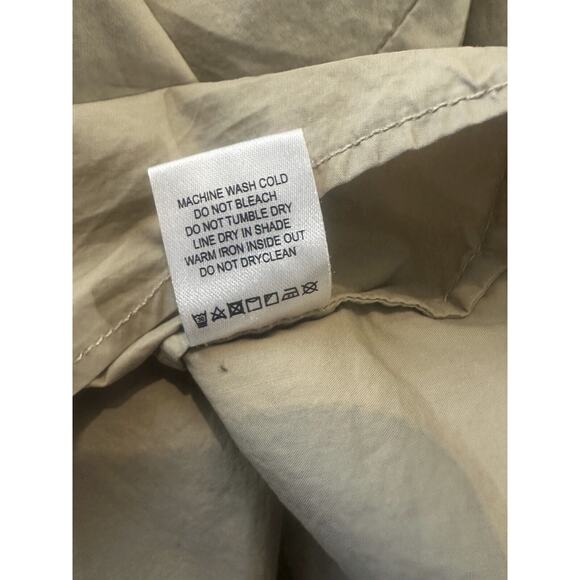 MACHINE WASH COLD
DO NOT BLEACH
DO NOT TUMBLE DRY
LINE DRY IN SHADE
WARM IRON INSIDE OUT
DO NOT DRYCLEAN